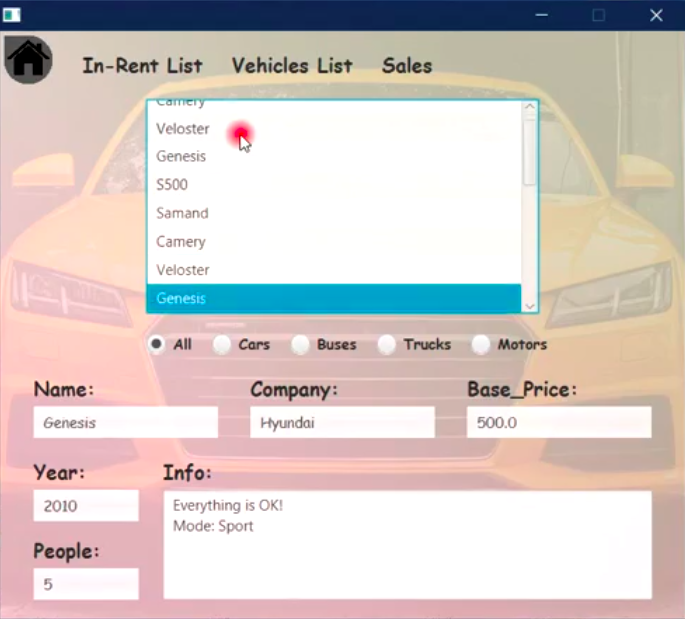 In-Rent List Vehicles List Sales
Camery
Veloster
Genesis
S500
Samand
Camery
Veloster
Genesis
All Cars Buses Trucks Motors
Name: Company: Base_Price:
Genesis Hyundai 500.0
Year: Info:
2010 Everything is OK!
Mode: Sport
People:
5